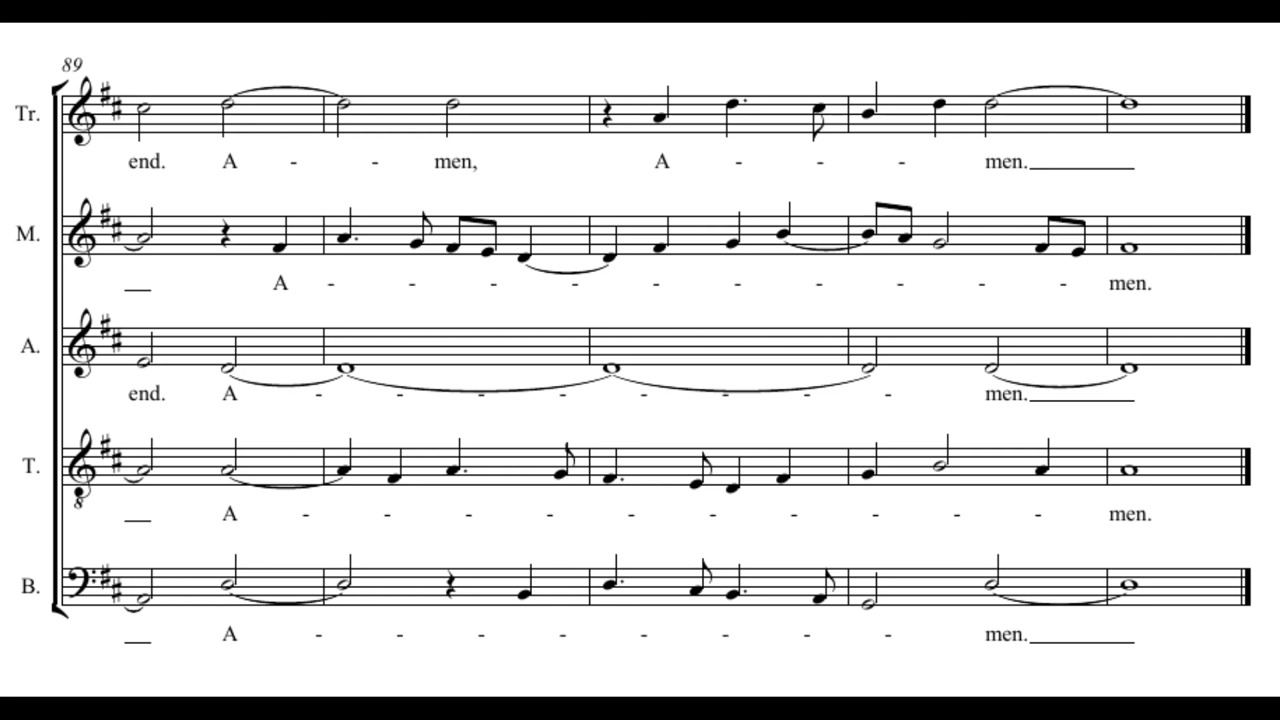 89
Tr.
end. A - - men, A - - - men.
M.
A - - - - - - - - - - men.
A.
end. A - - - - - - - - men.
T.
8
A - - - - - - - - - - men.
B.
A - - - - - - - - men.